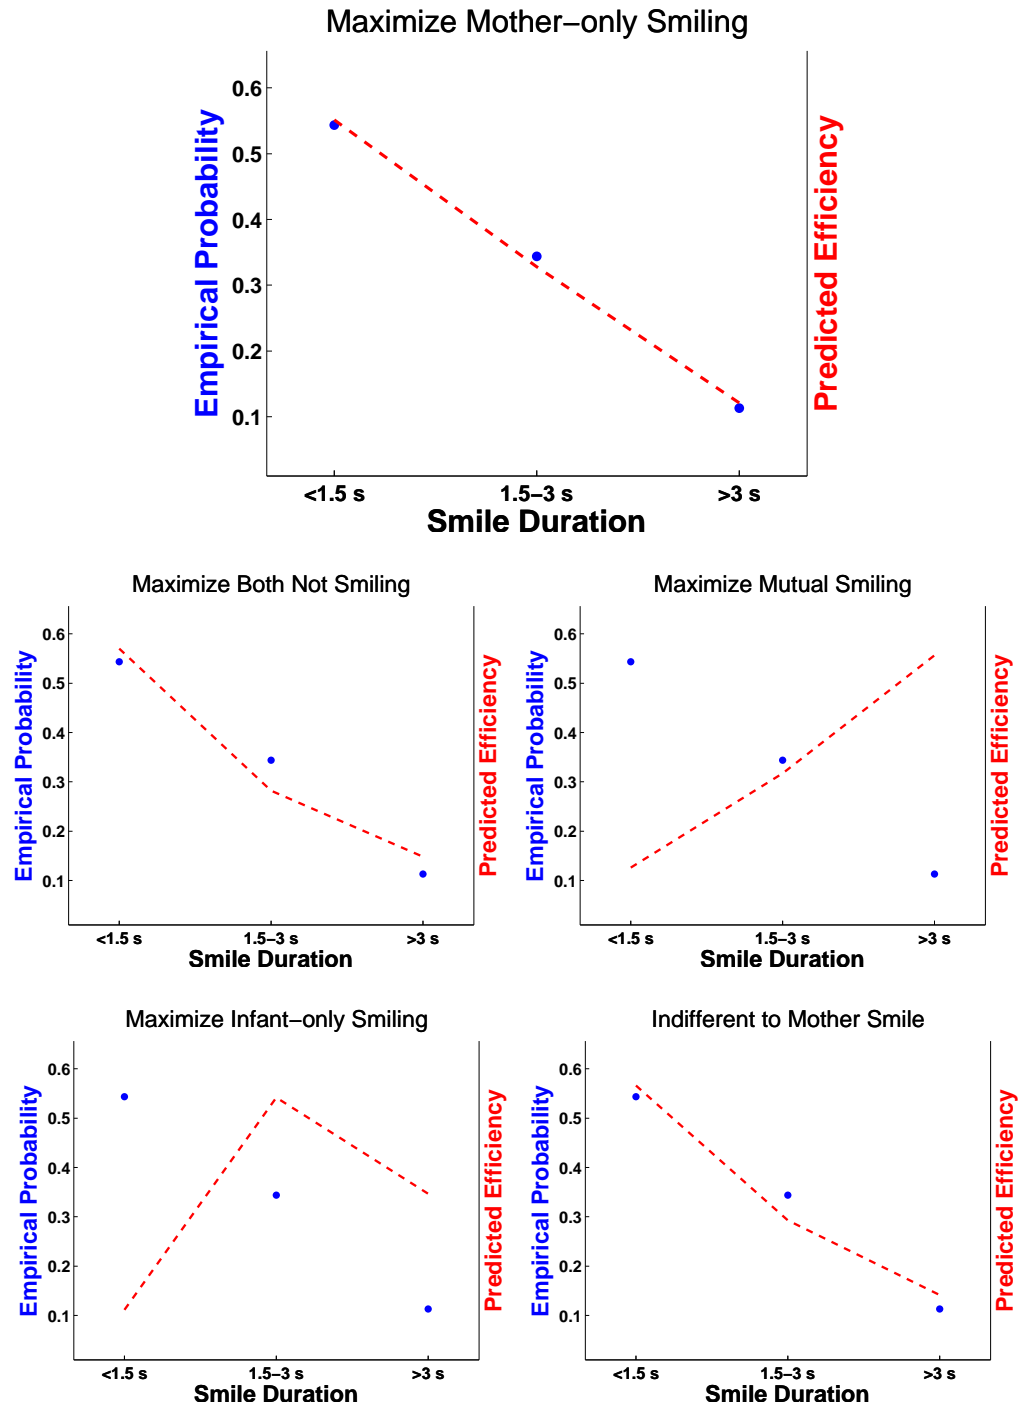 Maximize Mother–only Smiling
Empirical Probability
0.6
0.5
0.4
0.3
0.2
0.1
<1.5 s
1.5–3 s
>3 s
Smile Duration
Predicted Efficiency
Maximize Both Not Smiling
Empirical Probability
0.6
0.5
0.4
0.3
0.2
0.1
<1.5 s
1.5–3 s
>3 s
Smile Duration
Predicted Efficiency
Maximize Mutual Smiling
Empirical Probability
0.6
0.5
0.4
0.3
0.2
0.1
<1.5 s
1.5–3 s
>3 s
Smile Duration
Predicted Efficiency
Maximize Infant–only Smiling
Empirical Probability
0.6
0.5
0.4
0.3
0.2
0.1
<1.5 s
1.5–3 s
>3 s
Smile Duration
Predicted Efficiency
Indifferent to Mother Smile
Empirical Probability
0.6
0.5
0.4
0.3
0.2
0.1
<1.5 s
1.5–3 s
>3 s
Smile Duration
Predicted Efficiency